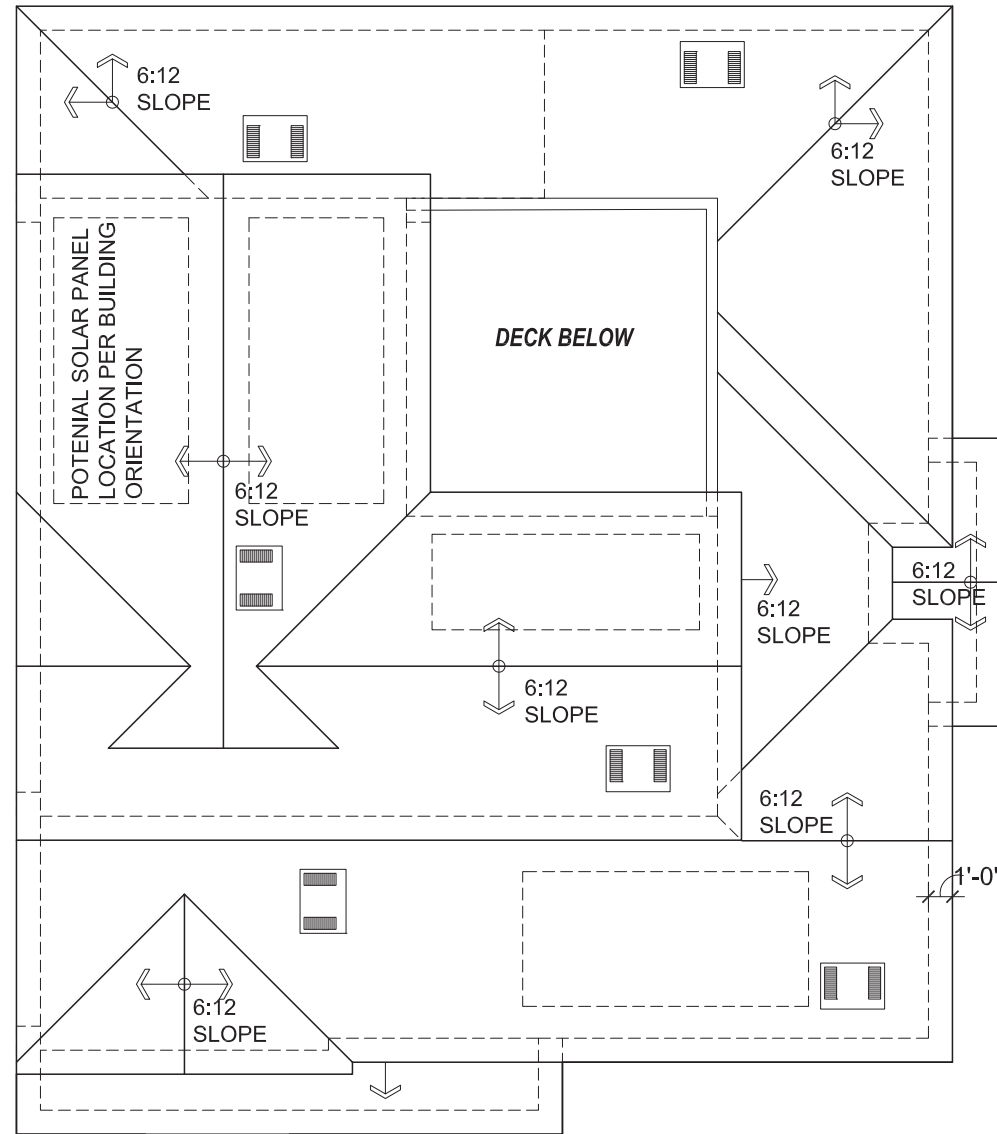 6:12
SLOPE
6:12
SLOPE
POTENIAL SOLAR PANEL
LOCATION PER BUILDING
ORIENTATION
DECK BELOW
6:12
SLOPE
6:12
SLOPE
6:12
SLOPE
6:12
SLOPE
6:12
SLOPE
1'-0"
6:12
SLOPE